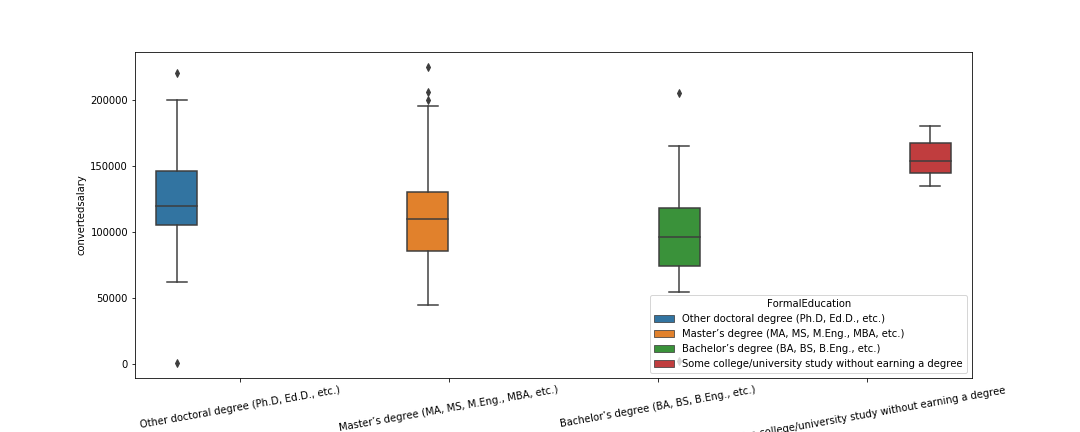 200000
150000
100000
50000
0
convertedsalary
FormalEducation
Other doctoral degree (Ph.D, Ed.D., etc.)
Master's degree (MA, MS, M.Eng., MBA, etc.)
Bachelor's degree (BA, BS, B.Eng., etc.)
Some college/university study without earning a degree
Other doctoral degree (Ph.D, Ed.D., etc.)
Master's degree (MA, MS, M.Eng., MBA, etc.)
Bachelor's degree (BA, BS, B.Eng., etc.)
college/university study without earning a degree